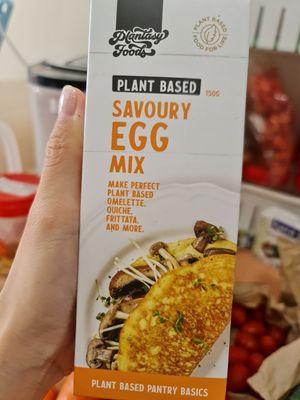 Plantasy
Foods
PLANT BASED
FOOD FOR LIFE
PLANT BASED
150G
SAVOURY
EGG
MIX
MAKE PERFECT
PLANT BASED
OMELETTE,
QUICHE,
FRITTATA,
AND MORE.
PLANT BASED PANTRY BASICS